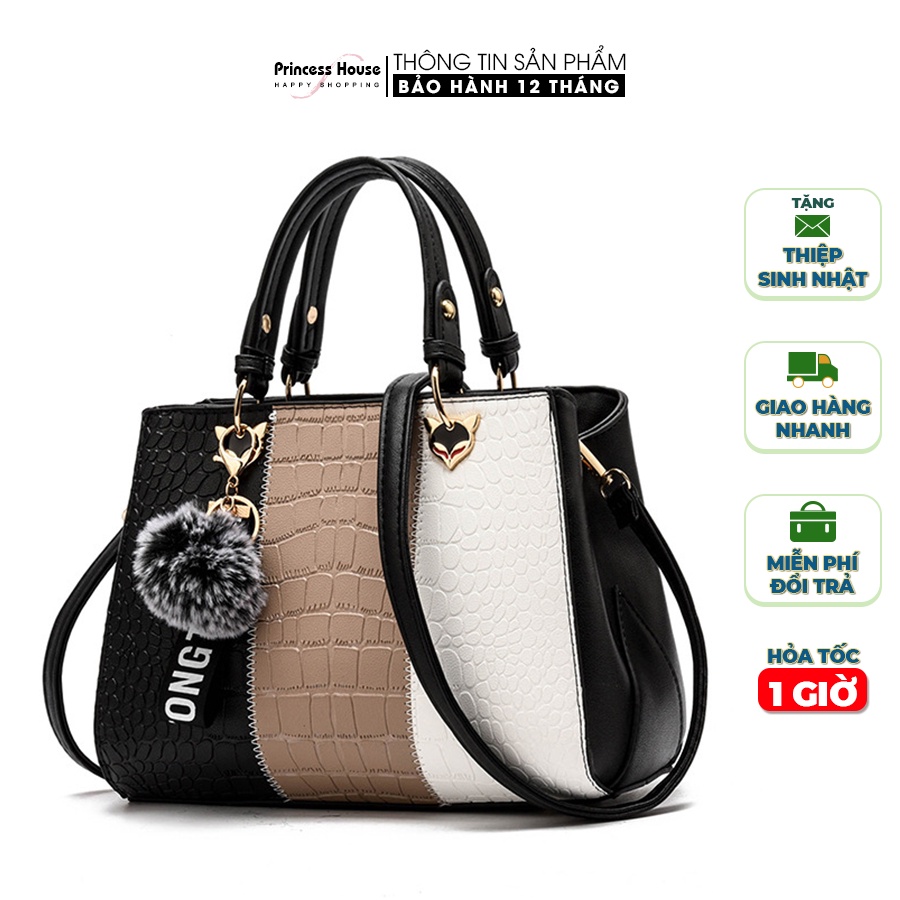 Princess House
HAPPY SHOPPING
THÔNG TIN SẢN PHẨM
BẢO HÀNH 12 THÁNG
TẶNG
THIỆP
SINH NHẬT
GIAO HÀNG
NHANH
MIỄN PHÍ
ĐỔI TRẢ
HỎA TỐC
1 GIỜ